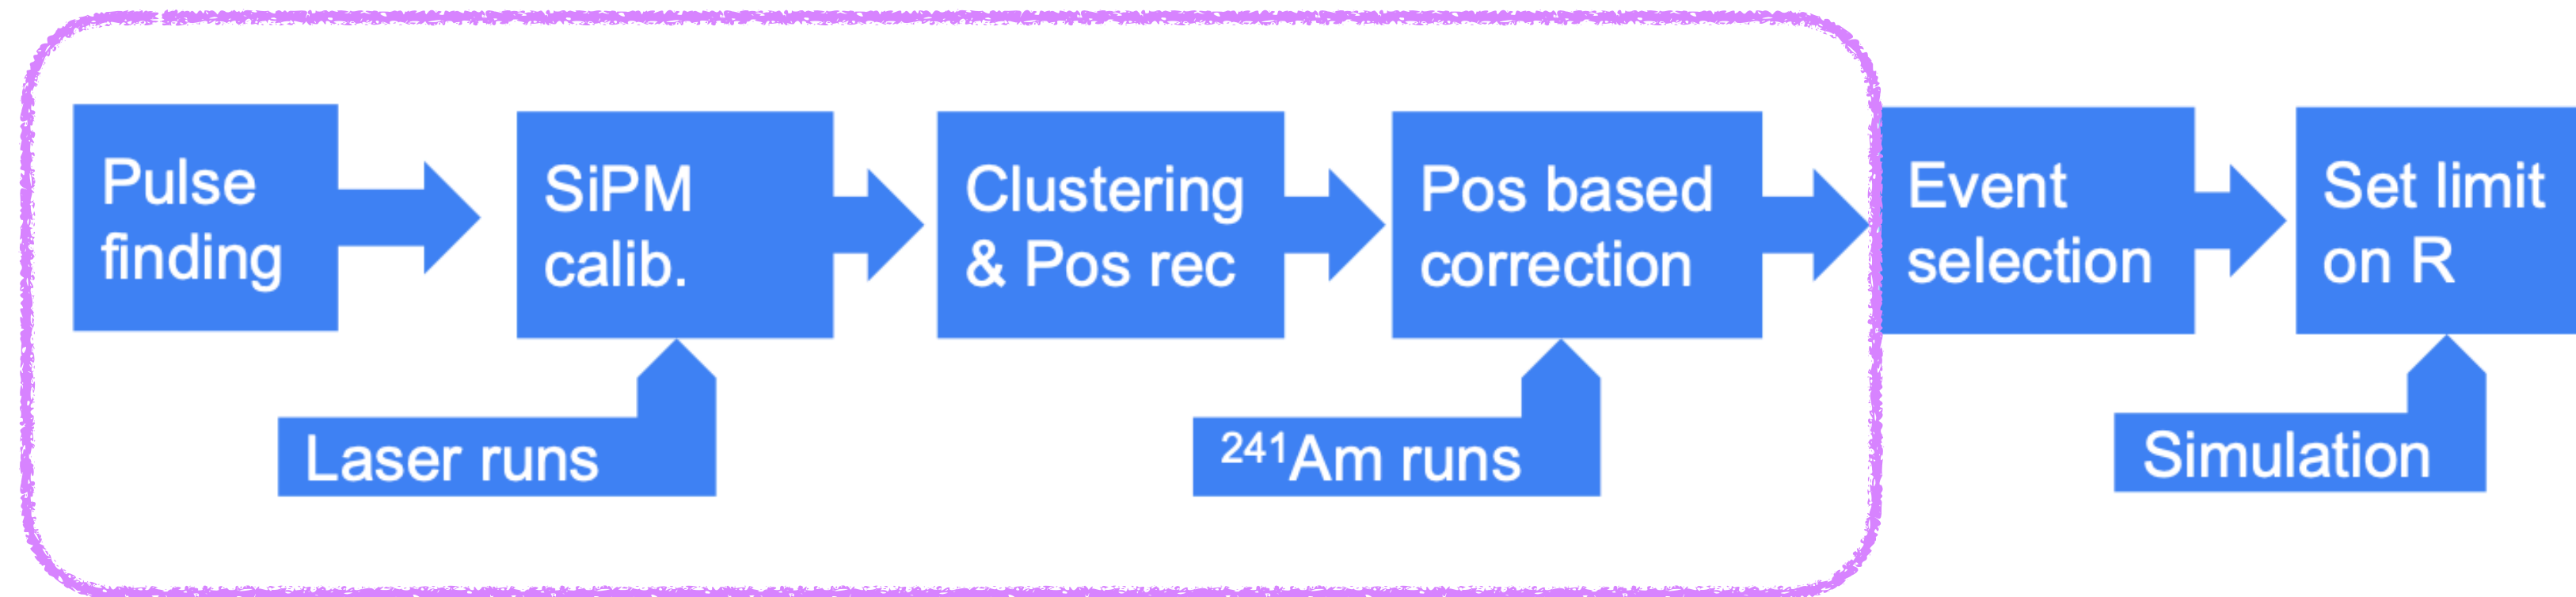 Pulse
finding
SiPM
calib.
Clustering
& Pos rec
Pos based
correction
Event
selection
Set limit
on R
Laser runs
²⁴¹Am runs
Simulation